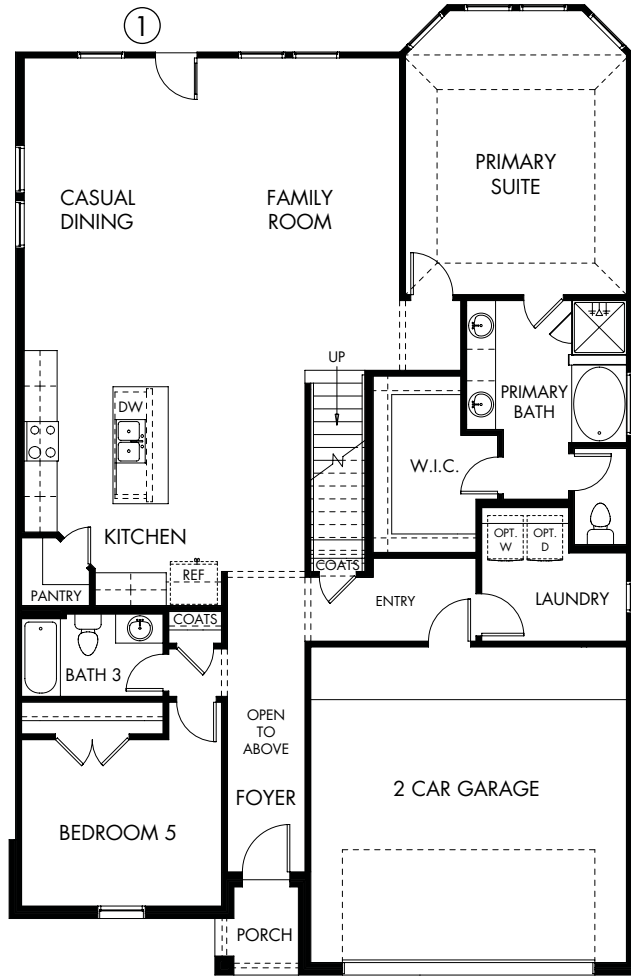 1
PRIMARY
SUITE
CASUAL
DINING
FAMILY
ROOM
UP
PRIMARY
BATH
DW
W.I.C.
KITCHEN
OPT.
W
OPT.
D
PANTRY
REF
COATS
ENTRY
LAUNDRY
COATS
BATH 3
OPEN
TO
ABOVE
FOYER
2 CAR GARAGE
BEDROOM 5
PORCH